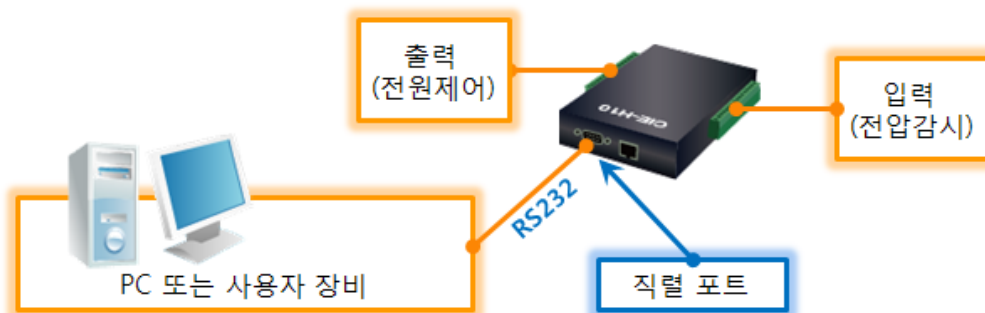 출력
(전원제어)
CIE-H10
입력
(전압감시)
RS232
PC 또는 사용자 장비
직렬 포트